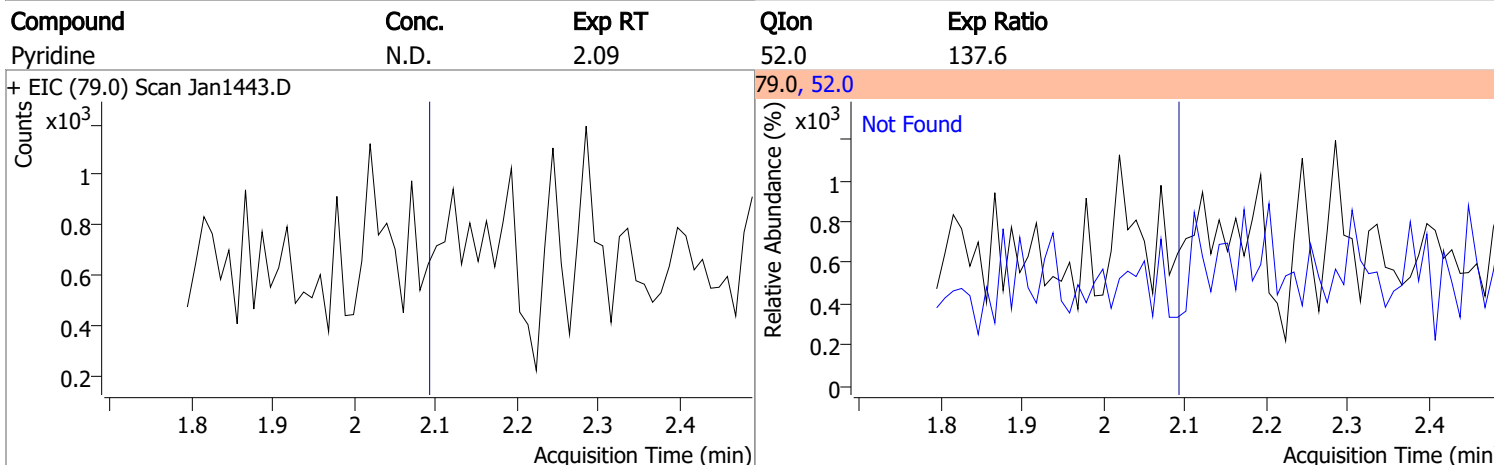 Compound Conc. Exp RT QIon Exp Ratio
Pyridine N.D. 2.09 52.0 137.6
+ EIC (79.0) Scan Jan1443.D
Counts
x10³
1
0.8
0.6
0.4
0.2
1.8 1.9 2 2.1 2.2 2.3 2.4
Acquisition Time (min)
79.0, 52.0
Relative Abundance (%)
x10³
Not Found
1
0.8
0.6
0.4
0.2
0
1.8 1.9 2 2.1 2.2 2.3 2.4
Acquisition Time (min